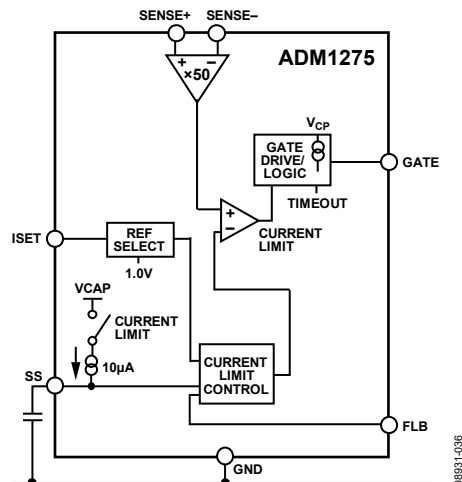 SENSE+ SENSE–
ADM1275
+ –
×50
VCP
GATE
DRIVE/
LOGIC
GATE
TIMEOUT
+
–
CURRENT
LIMIT
ISET
REF
SELECT
1.0V
VCAP
CURRENT
LIMIT
10µA
SS
CURRENT
LIMIT
CONTROL
FLB
GND
08931-036